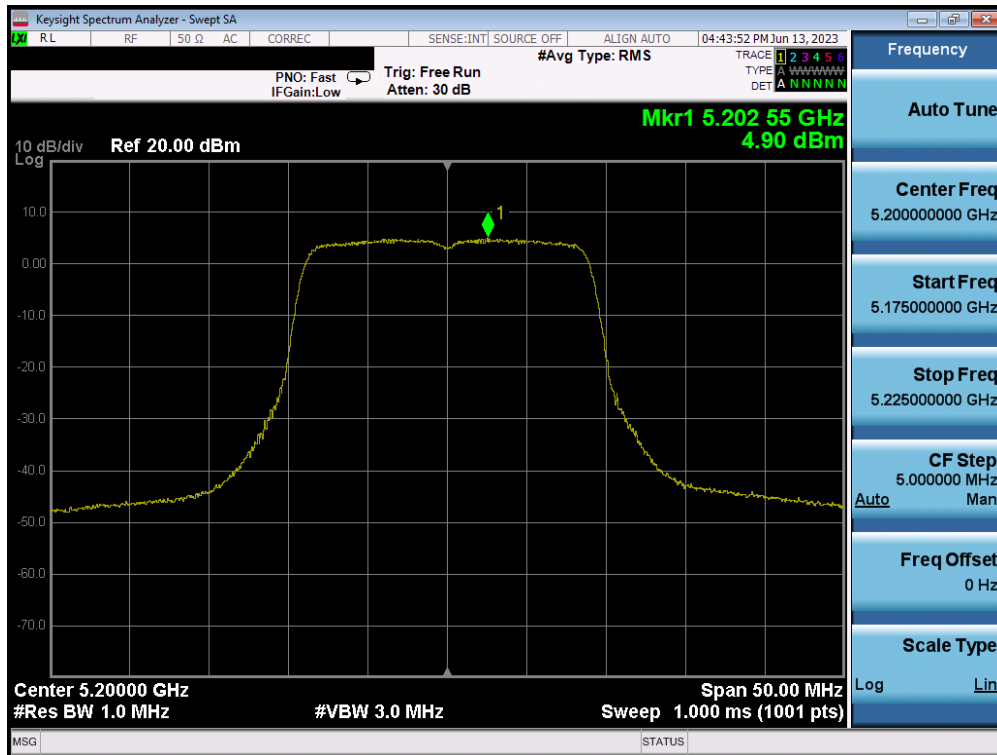 Keysight Spectrum Analyzer - Swept SA
LXI RL RF 50 Ω AC CORREC SENSE:INT SOURCE OFF ALIGN AUTO 04:43:52 PM Jun 13, 2023
#Avg Type: RMS
TRACE 1 2 3 4 5 6
PNO: Fast Trig: Free Run
TYPE A WWWWW
IFGain:Low Atten: 30 dB
DET A N N N N N
Mkr1 5.202 55 GHz
4.90 dBm
10 dB/div Ref 20.00 dBm
Log
1
10.0
0.00
-10.0
-20.0
-30.0
-40.0
-50.0
-60.0
-70.0
Center 5.20000 GHz Span 50.00 MHz
#Res BW 1.0 MHz #VBW 3.0 MHz Sweep 1.000 ms (1001 pts)
MSG STATUS
Frequency
Auto Tune
Center Freq
5.200000000 GHz
Start Freq
5.175000000 GHz
Stop Freq
5.225000000 GHz
CF Step
5.000000 MHz
Auto Man
Freq Offset
0 Hz
Scale Type
Log Lin